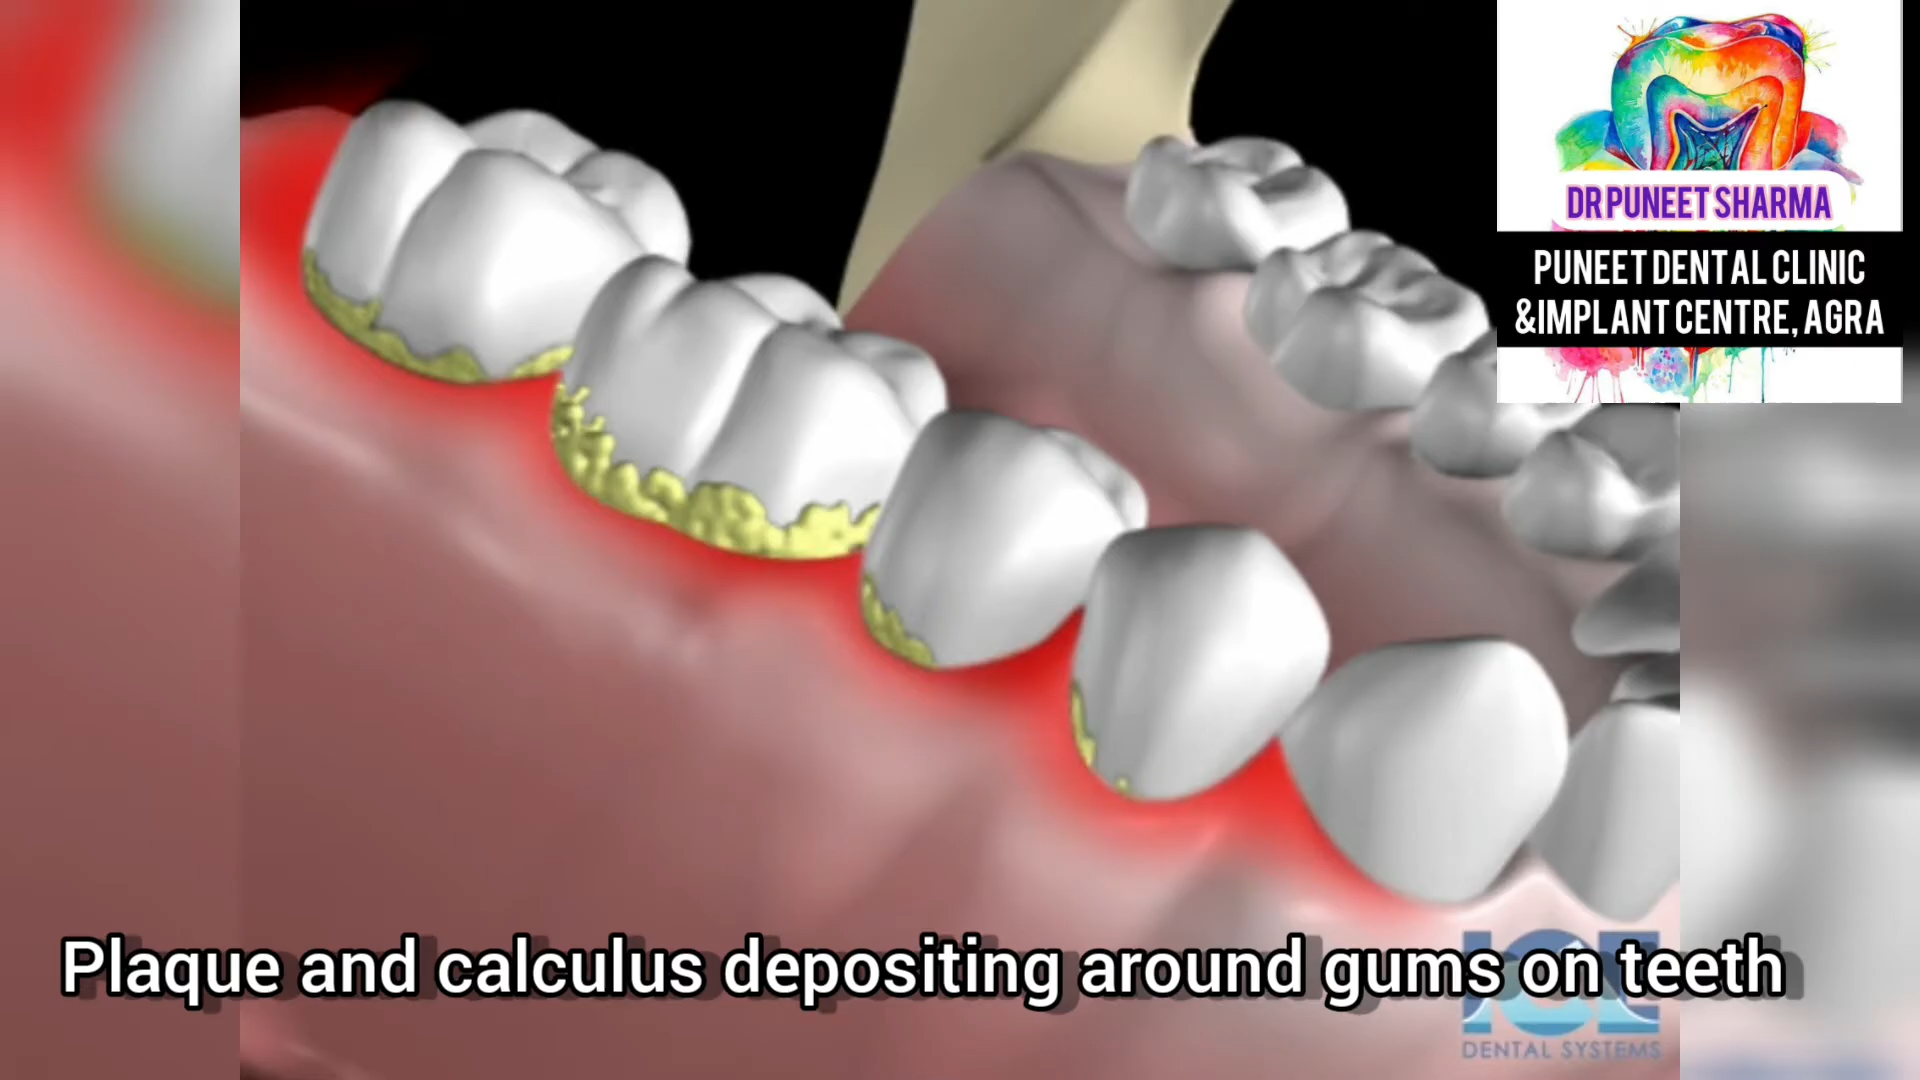 DR PUNEET SHARMA
PUNEET DENTAL CLINIC
&IMPLANT CENTRE, AGRA
Plaque and calculus depositing around gums on teeth
ICE
DENTAL SYSTEMS